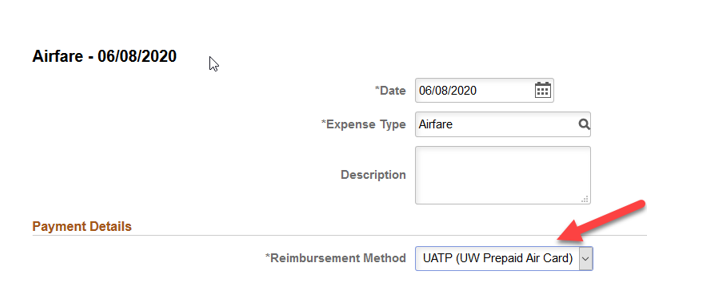 Airfare - 06/08/2020
*Date 06/08/2020
*Expense Type Airfare
Description
Payment Details
*Reimbursement Method UATP (UW Prepaid Air Card)